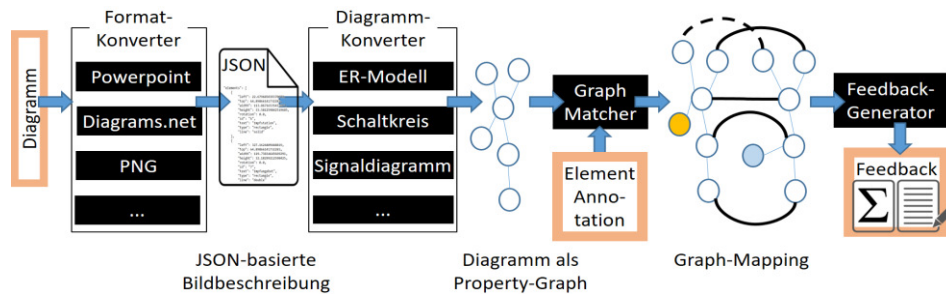 Diagramm
Format-
Konverter
Powerpoint
Diagrams.net
PNG
...
JSON
JSON-basierte
Bildbeschreibung
Diagramm-
Konverter
ER-Modell
Schaltkreis
Signaldiagramm
...
Diagramm als
Property-Graph
Graph
Matcher
Element
Anno-
tation
Graph-Mapping
Feedback-
Generator
Feedback
Σ